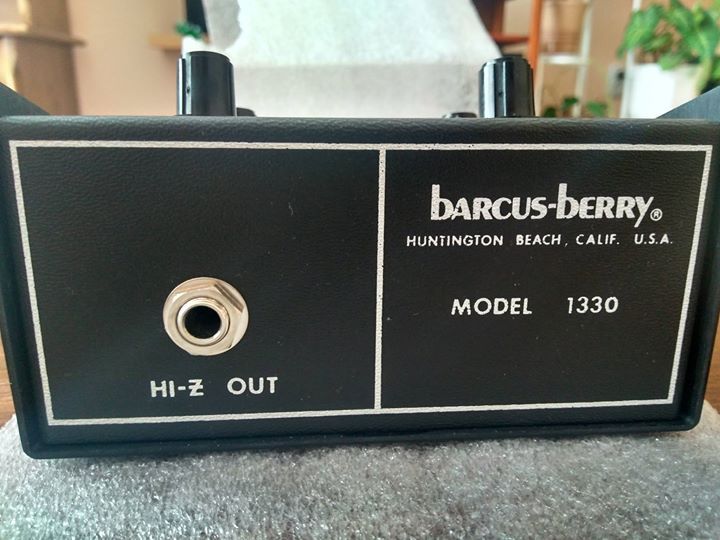 barcus-berry®
HUNTINGTON BEACH, CALIF. U.S.A.
MODEL 1330
HI-Z OUT